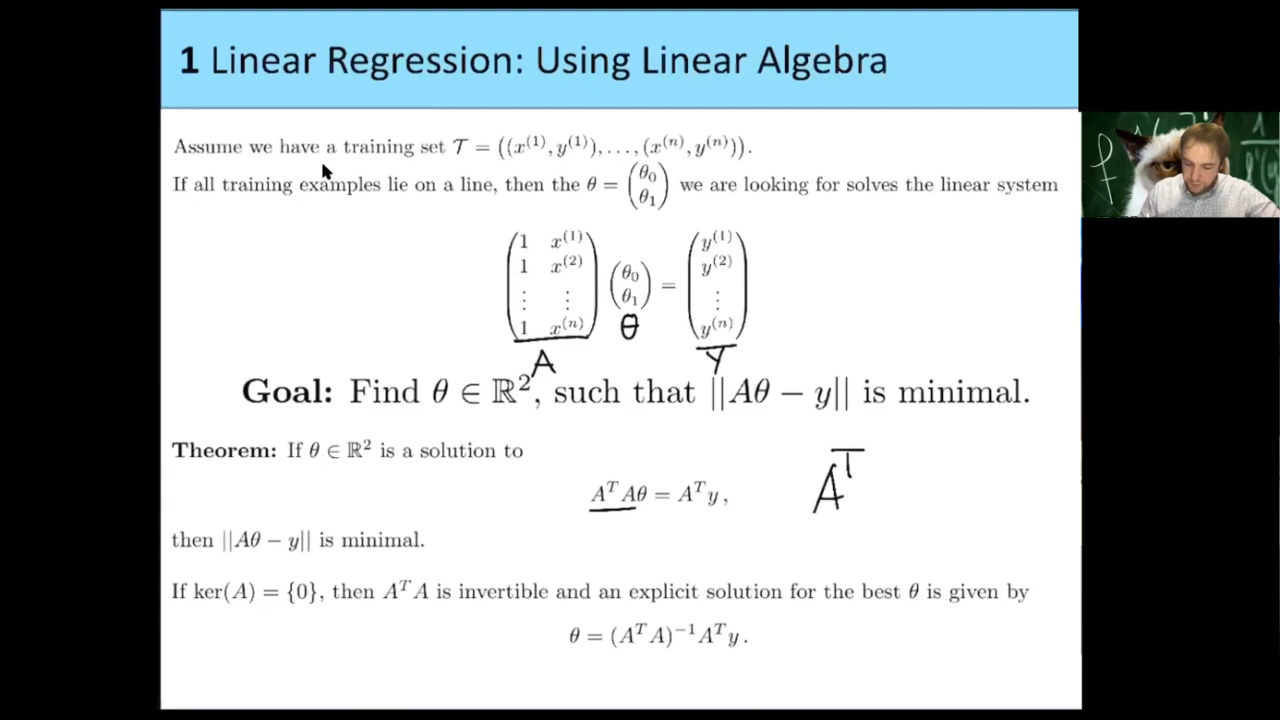 1 Linear Regression: Using Linear Algebra
Assume we have a training set 𝒯 = ((x⁽¹⁾, y⁽¹⁾), . . . , (x⁽ⁿ⁾, y⁽ⁿ⁾)).
If all training examples lie on a line, then the θ = (θ₀ θ₁) we are looking for solves the linear system
1 x⁽¹⁾ y⁽¹⁾
1 x⁽²⁾ θ₀ y⁽²⁾
⋮ ⋮ θ₁ = ⋮
1 x⁽ⁿ⁾ θ y⁽ⁿ⁾
A Y
Goal: Find θ ∈ ℝ², such that ||Aθ − y|| is minimal.
Theorem: If θ ∈ ℝ² is a solution to
AᵀAθ = Aᵀy,
Aᵀ
then ||Aθ − y|| is minimal.
If ker(A) = {0}, then AᵀA is invertible and an explicit solution for the best θ is given by
θ = (AᵀA)⁻¹Aᵀy.